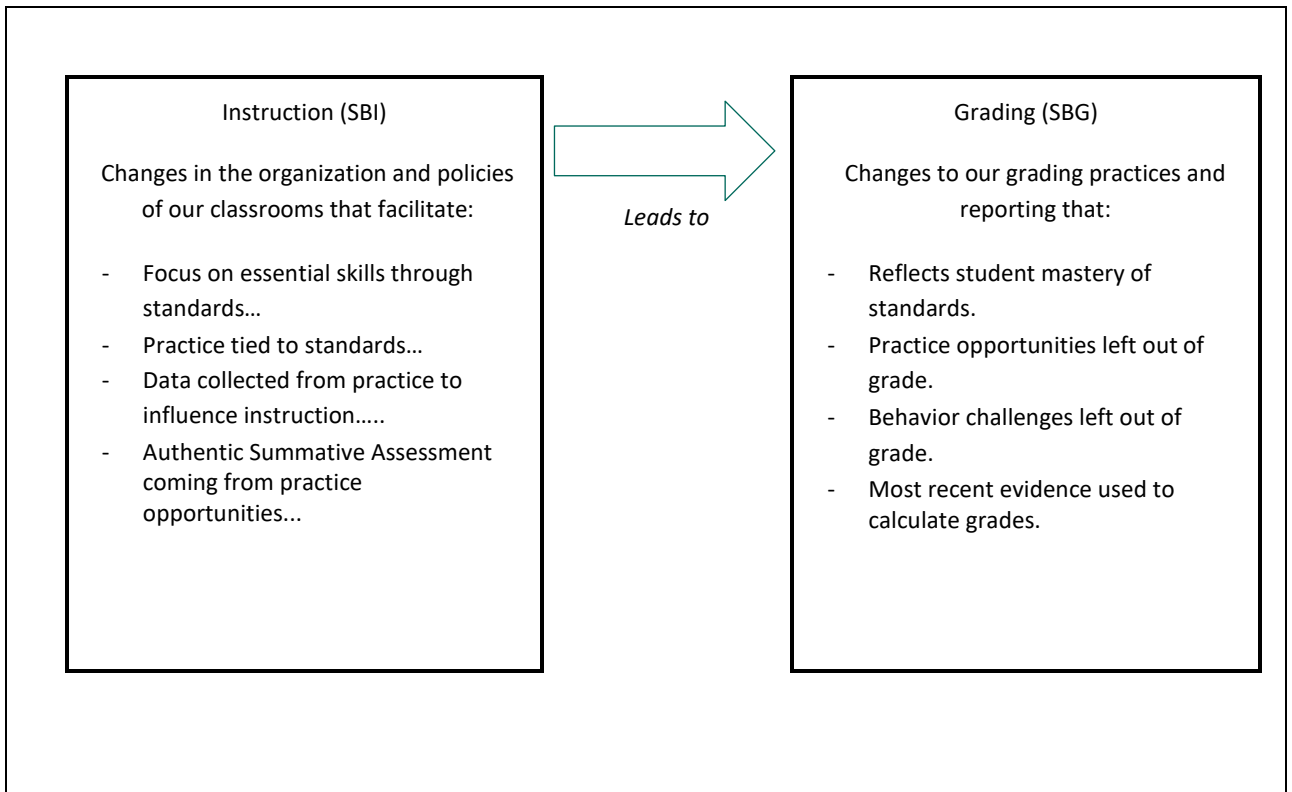 Instruction (SBI)
Changes in the organization and policies
of our classrooms that facilitate:
- Focus on essential skills through
standards…
- Practice tied to standards…
- Data collected from practice to
influence instruction…..
- Authentic Summative Assessment
coming from practice
opportunities...
Leads to
Grading (SBG)
Changes to our grading practices and
reporting that:
- Reflects student mastery of
standards.
- Practice opportunities left out of
grade.
- Behavior challenges left out of
grade.
- Most recent evidence used to
calculate grades.